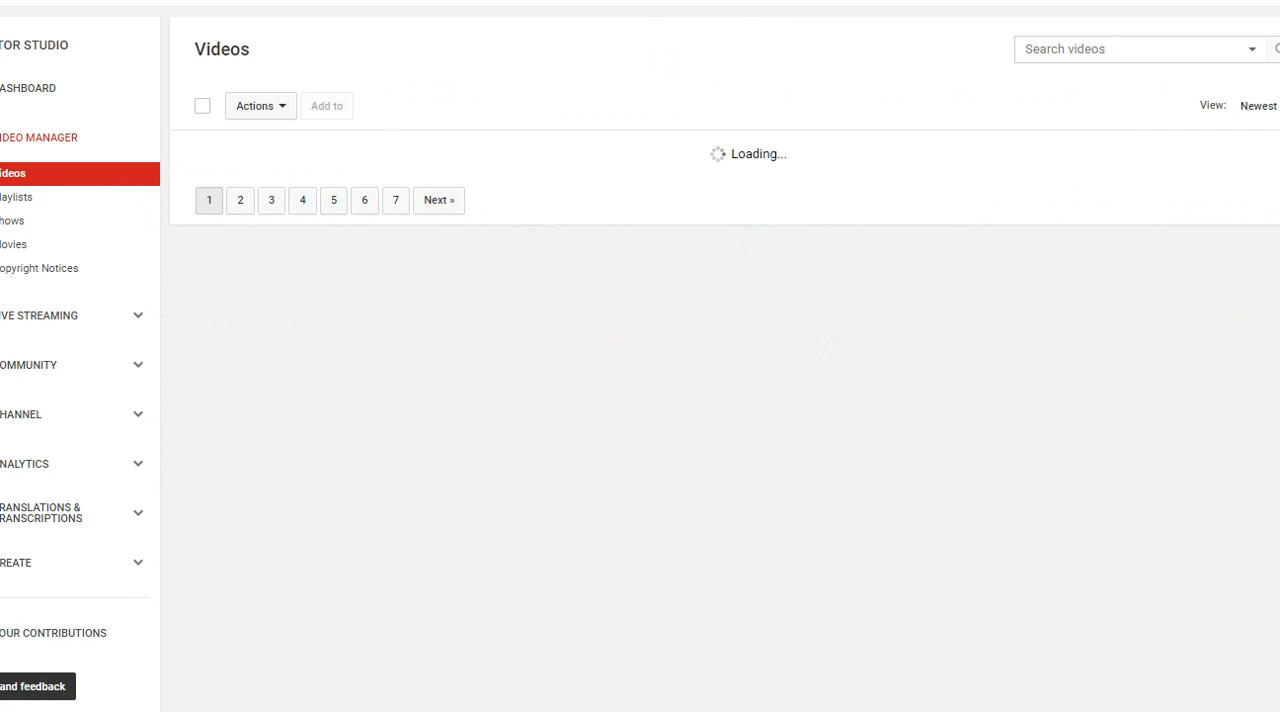 TOR STUDIO
ASHBOARD
IDEO MANAGER
ideos
laylists
hows
Movies
opyright Notices
IVE STREAMING
OMMUNITY
HANNEL
NALYTICS
RANSLATIONS &
RANSCRIPTIONS
REATE
OUR CONTRIBUTIONS
and feedback
Videos
Search videos
Actions
Add to
View: Newest
Loading...
1 2 3 4 5 6 7 Next »